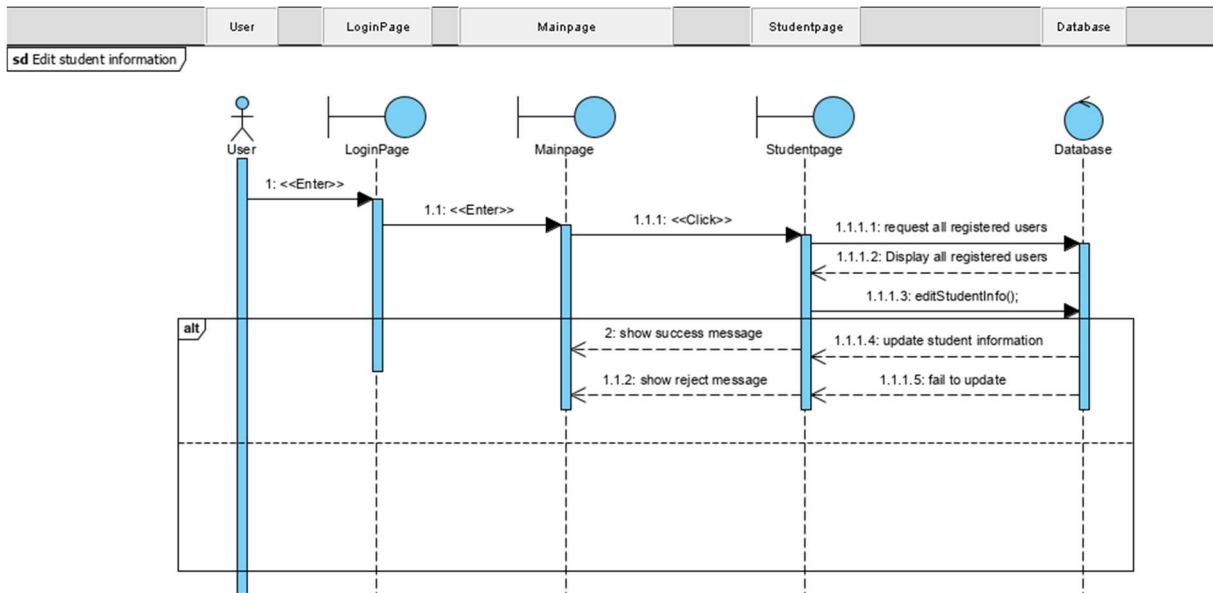 User LoginPage Mainpage Studentpage Database
sd Edit student information
User LoginPage Mainpage Studentpage Database
1: <<Enter>>
1.1: <<Enter>>
1.1.1: <<Click>>
1.1.1.1: request all registered users
1.1.1.2: Display all registered users
1.1.1.3: editStudentInfo();
alt
2: show success message
1.1.1.4: update student information
1.1.2: show reject message
1.1.1.5: fail to update